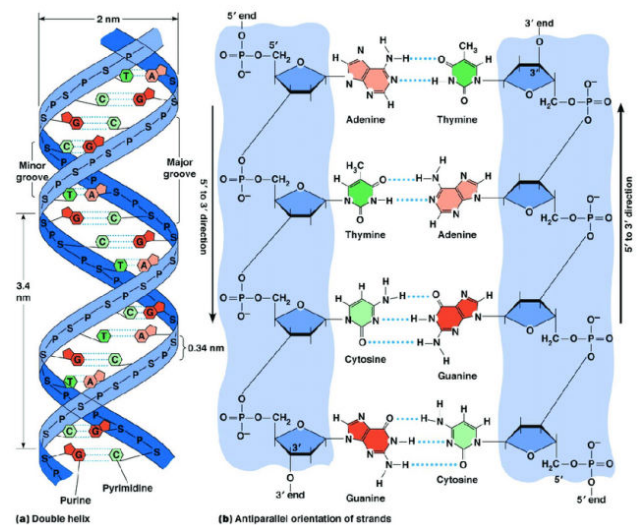 2 nm
T A
C G
G C
C G
Minor
groove
Major
groove
T A
G C
C G
T A
3.4
nm
C G
T A
0.34 nm
G C
T A
C G
G C
Purine
Pyrimidine
(a) Double helix
5′ end
5′
3′ end
3′
Adenine
Thymine
5′ to 3′ direction
Thymine
Adenine
5′ to 3′ direction
Cytosine
Guanine
3′
3′ end
Guanine
Cytosine
5′
5′ end
(b) Antiparallel orientation of strands